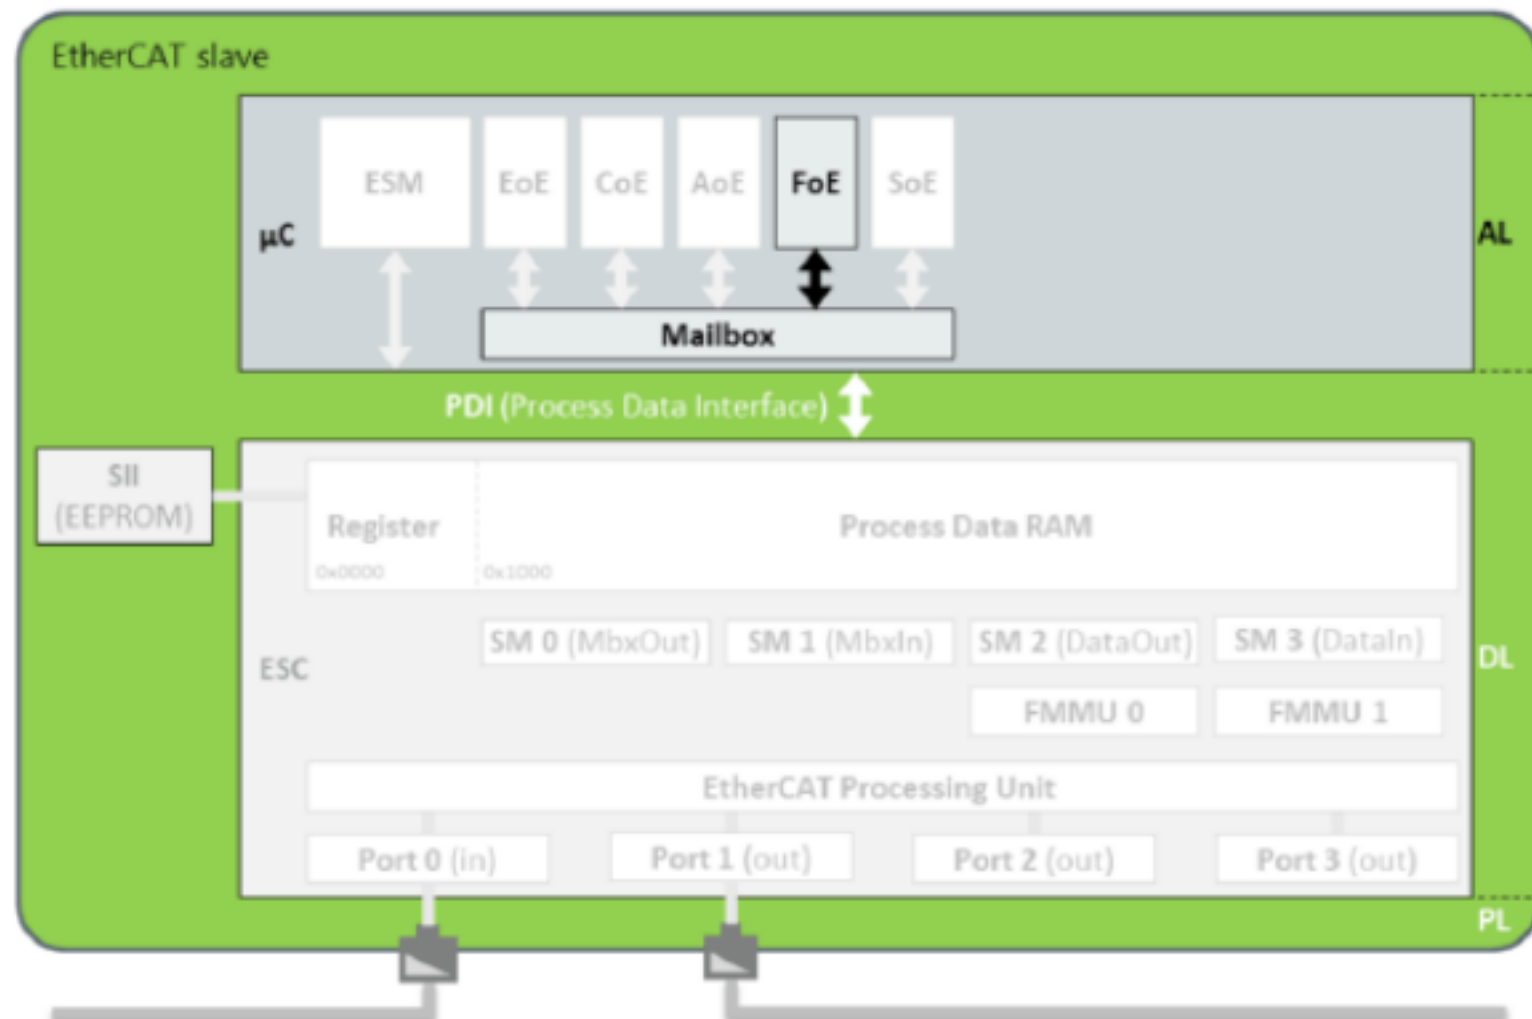 EtherCAT slave
ESM
EoE
CoE
AoE
FoE
SoE
µC
AL
Mailbox
PDI (Process Data Interface)
SII
(EEPROM)
Register
Process Data RAM
0x0000
0x1000
SM 0 (MbxOut)
SM 1 (MbxIn)
SM 2 (DataOut)
SM 3 (DataIn)
ESC
DL
FMMU 0
FMMU 1
EtherCAT Processing Unit
Port 0 (in)
Port 1 (out)
Port 2 (out)
Port 3 (out)
PL